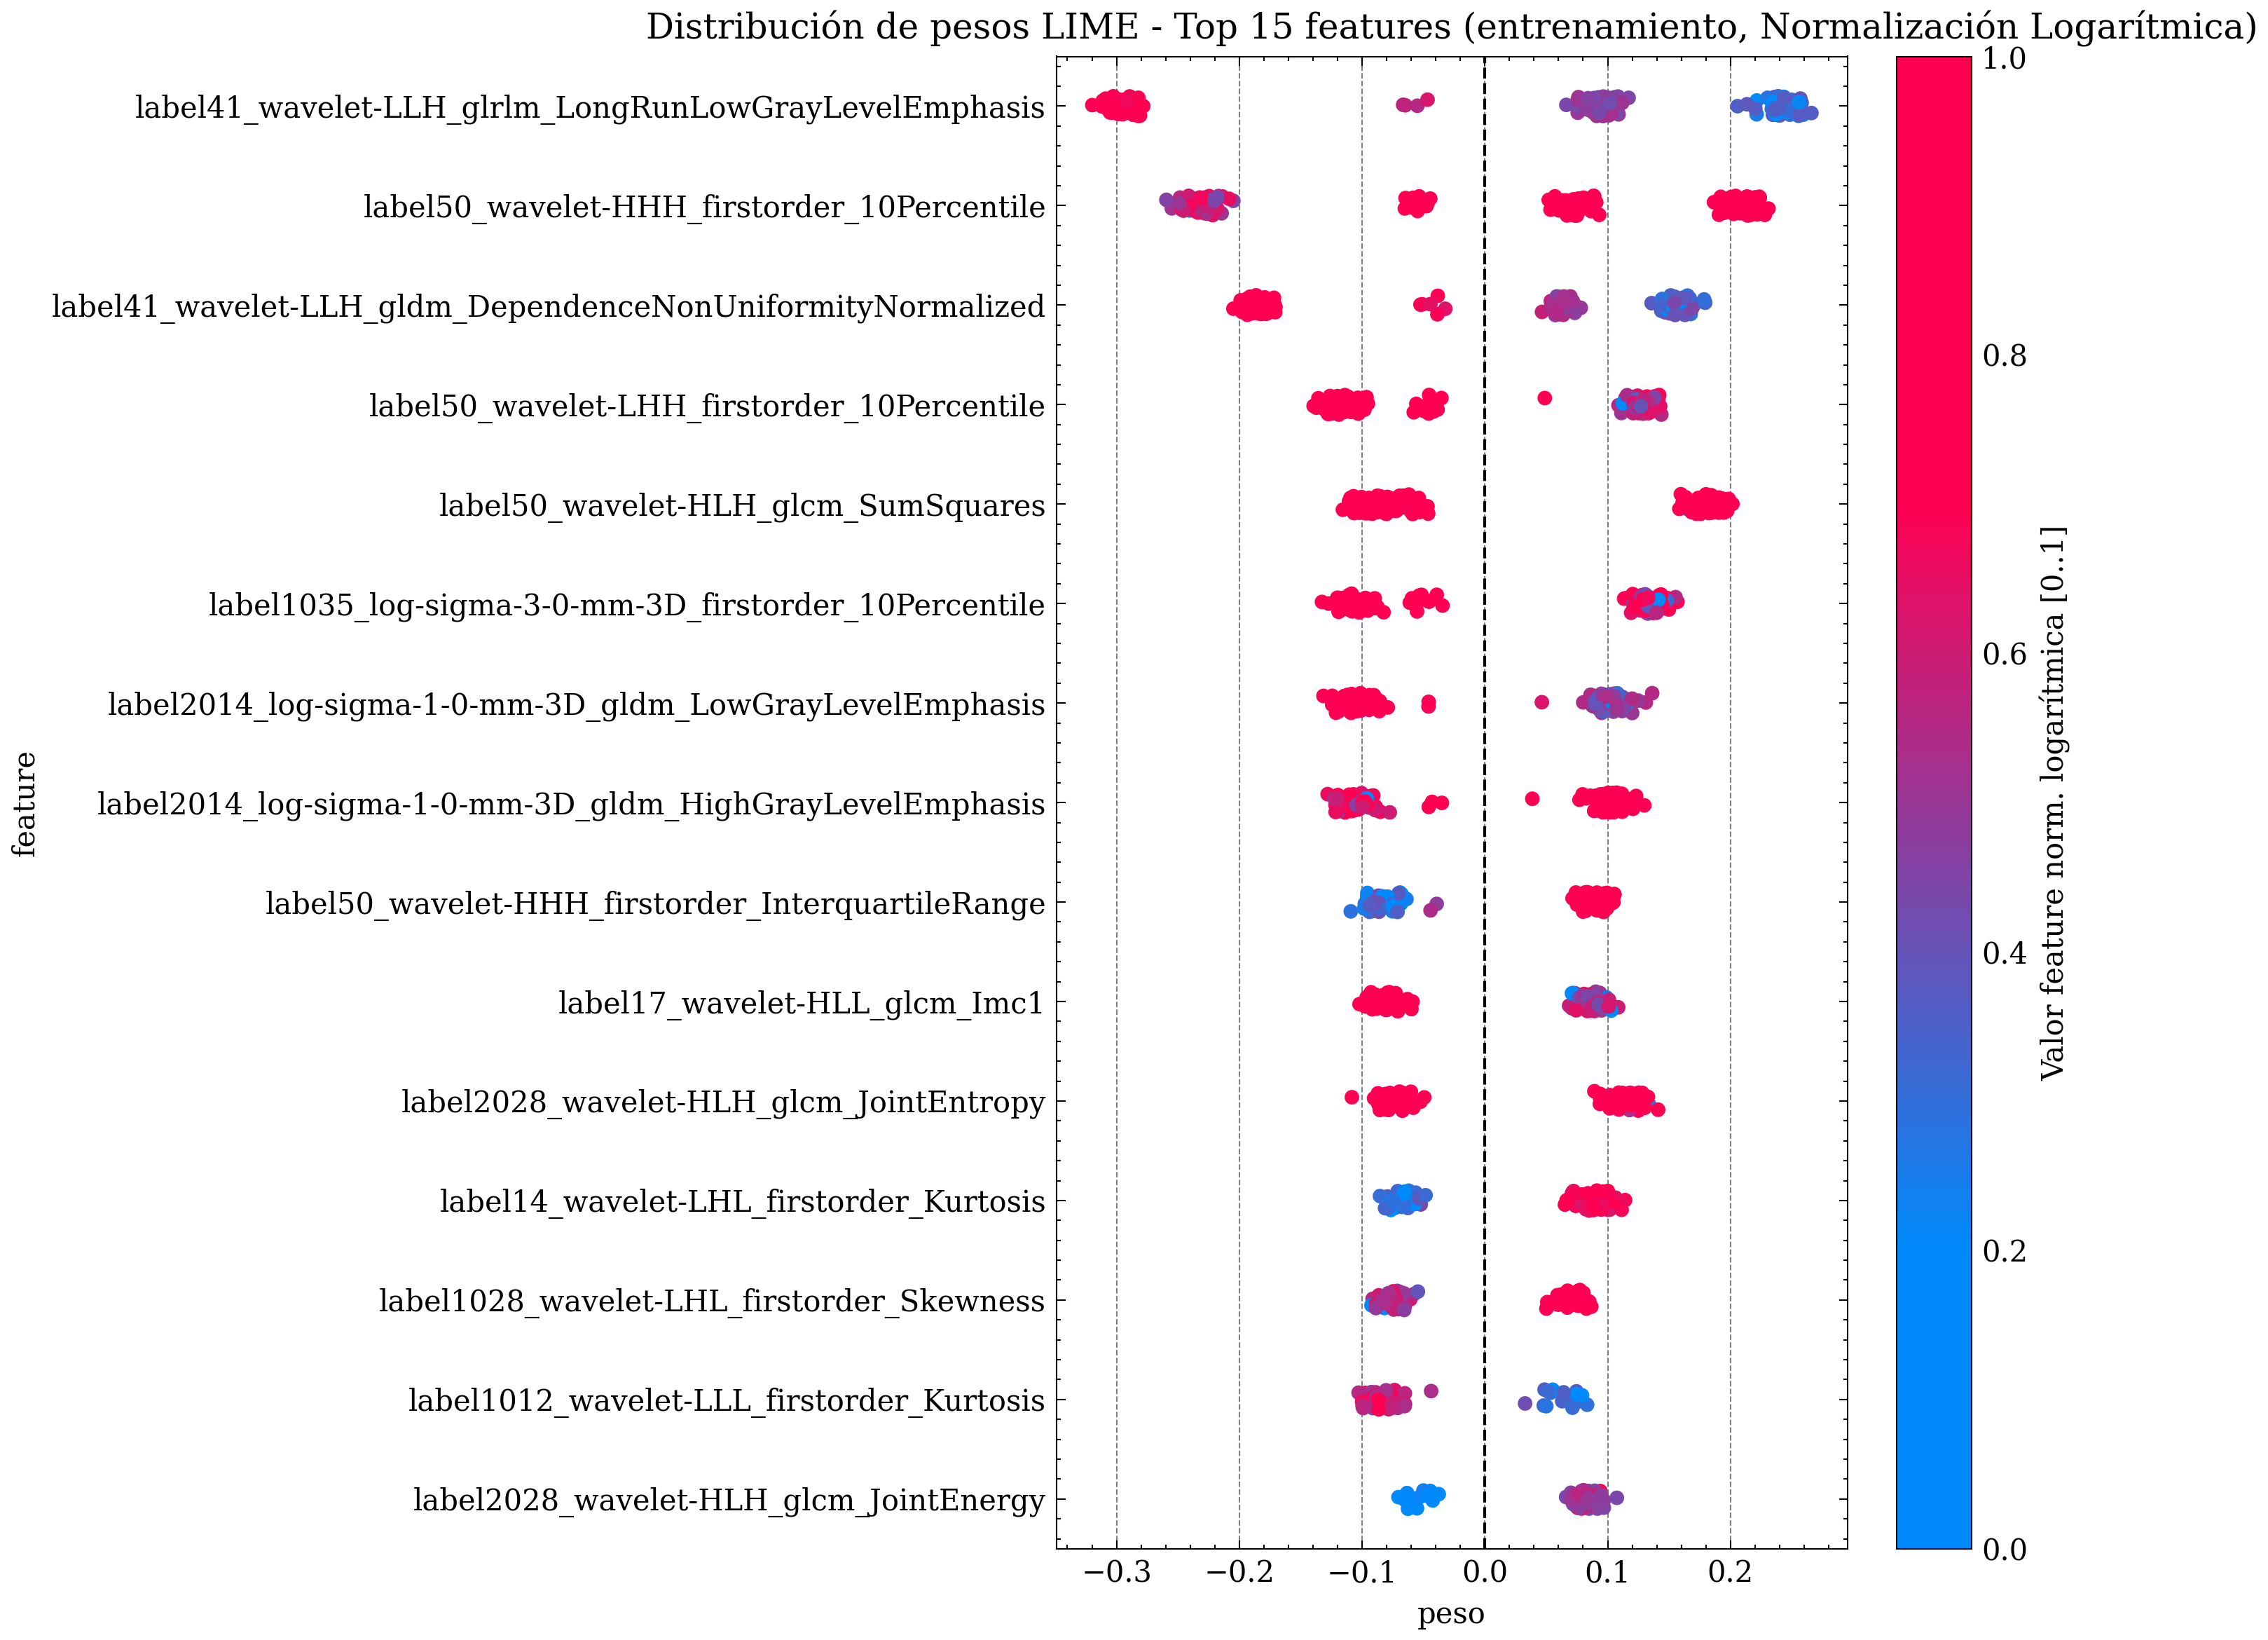 Distribución de pesos LIME - Top 15 features (entrenamiento, Normalización Logarítmica)
label41_wavelet-LLH_glrlm_LongRunLowGrayLevelEmphasis
label50_wavelet-HHH_firstorder_10Percentile
label41_wavelet-LLH_gldm_DependenceNonUniformityNormalized
label50_wavelet-LHH_firstorder_10Percentile
label50_wavelet-HLH_glcm_SumSquares
label1035_log-sigma-3-0-mm-3D_firstorder_10Percentile
label2014_log-sigma-1-0-mm-3D_gldm_LowGrayLevelEmphasis
label2014_log-sigma-1-0-mm-3D_gldm_HighGrayLevelEmphasis
label50_wavelet-HHH_firstorder_InterquartileRange
label17_wavelet-HLL_glcm_Imc1
label2028_wavelet-HLH_glcm_JointEntropy
label14_wavelet-LHL_firstorder_Kurtosis
label1028_wavelet-LHL_firstorder_Skewness
label1012_wavelet-LLL_firstorder_Kurtosis
label2028_wavelet-HLH_glcm_JointEnergy
feature
−0.3 −0.2 −0.1 0.0 0.1 0.2
peso
1.0
0.8
0.6
0.4
0.2
0.0
Valor feature norm. logarítmica [0..1]